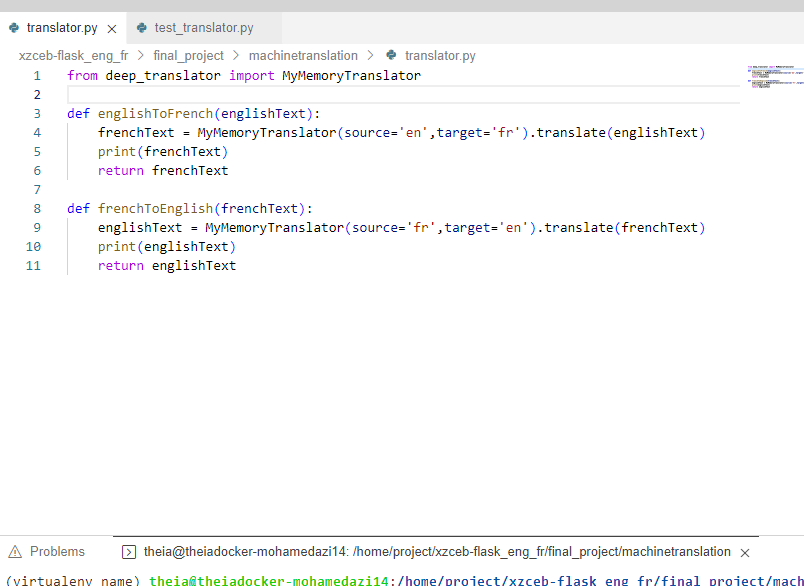 translator.py
test_translator.py
xzceb-flask_eng_fr > final_project > machinetranslation > translator.py
1 from deep_translator import MyMemoryTranslator
2
3 def englishToFrench(englishText):
4 frenchText = MyMemoryTranslator(source='en',target='fr').translate(englishText)
5 print(frenchText)
6 return frenchText
7
8 def frenchToEnglish(frenchText):
9 englishText = MyMemoryTranslator(source='fr',target='en').translate(frenchText)
10 print(englishText)
11 return englishText
Problems
theia@theiadocker-mohamedazi14: /home/project/xzceb-flask_eng_fr/final_project/machinetranslation
(virtualenv_name) theia@theiadocker-mohamedazi14:/home/project/xzceb-flask_eng_fr/final_project/mach